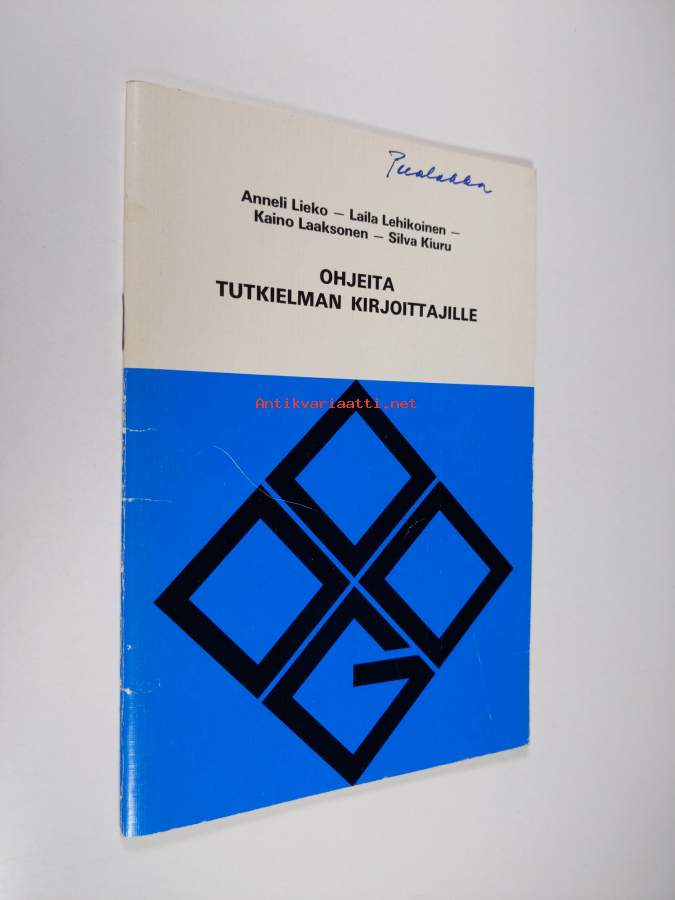 Anneli Lieko – Laila Lehikoinen –
Kaino Laaksonen – Silva Kiuru
OHJEITA
TUTKIELMAN KIRJOITTAJILLE
Antikvariaatti.net
G